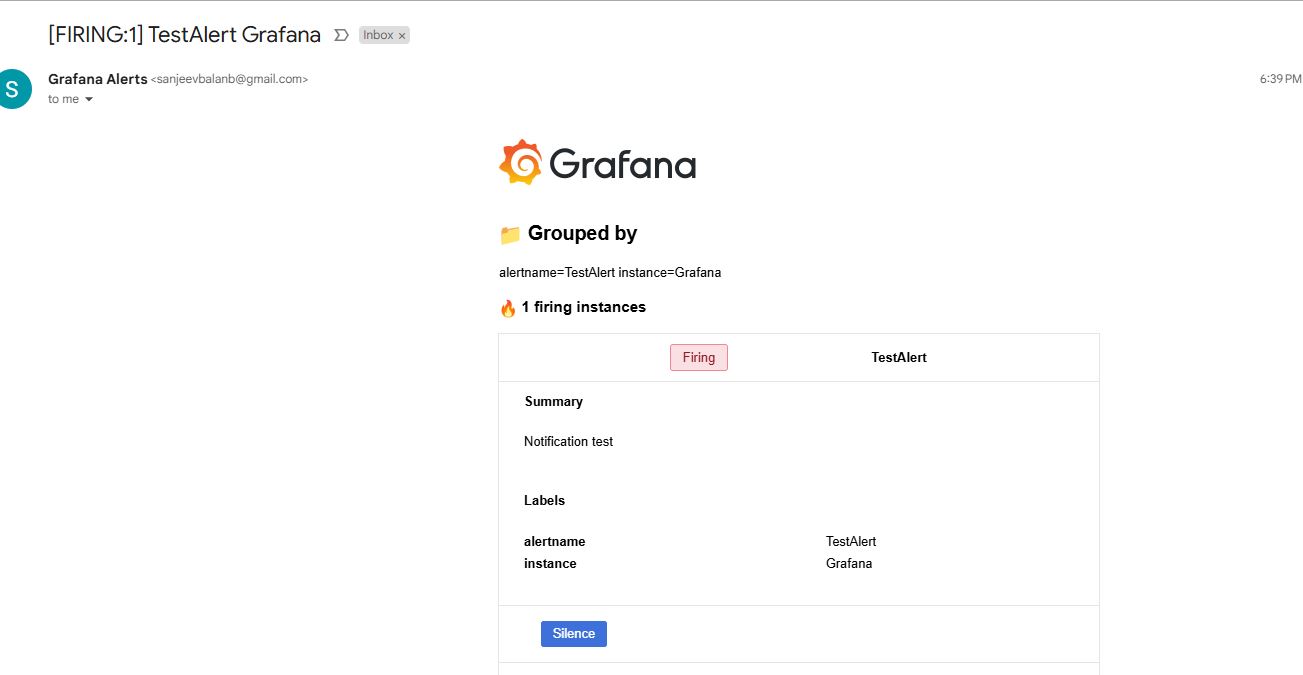 [FIRING:1] TestAlert Grafana Inbox ×
S
Grafana Alerts <sanjeevbalanb@gmail.com> 6:39 PM
to me
Grafana
Grouped by
alertname=TestAlert instance=Grafana
1 firing instances
Firing TestAlert
Summary
Notification test
Labels
alertname TestAlert
instance Grafana
Silence